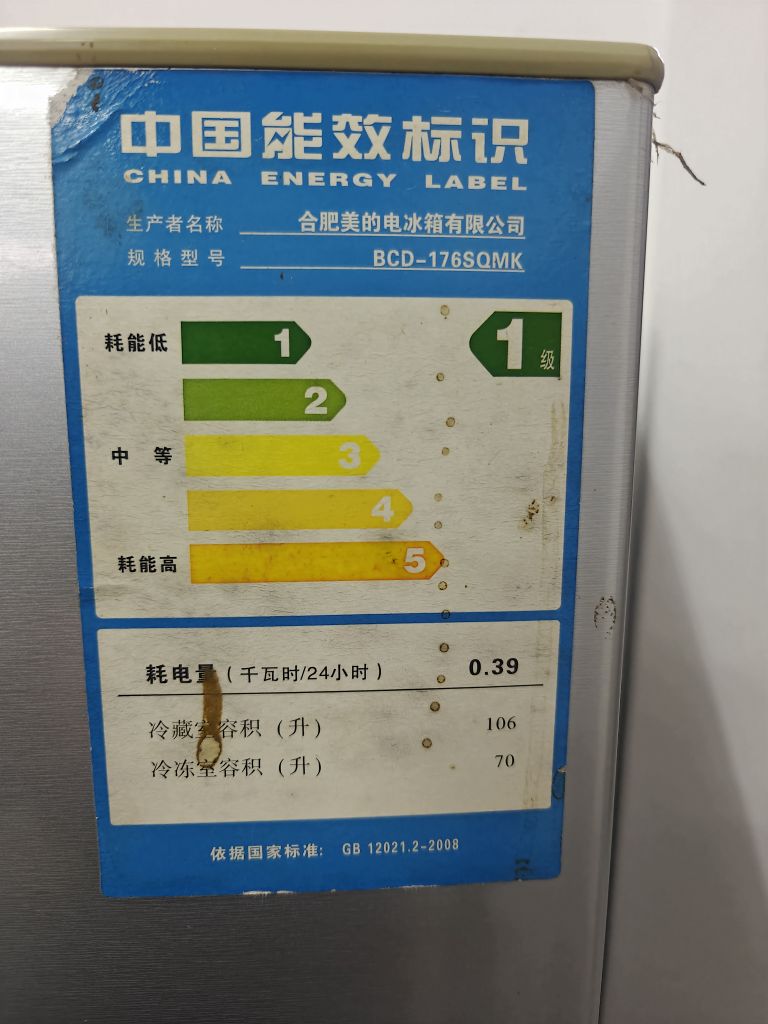 中国能效标识
CHINA ENERGY LABEL
生产者名称 合肥美的电冰箱有限公司
规格型号 BCD-176SQMK
耗能低 1 1级
2
中等 3
4
耗能高 5
耗电量(千瓦时/24小时) 0.39
冷藏室容积(升) 106
冷冻室容积(升) 70
依据国家标准: GB 12021.2-2008